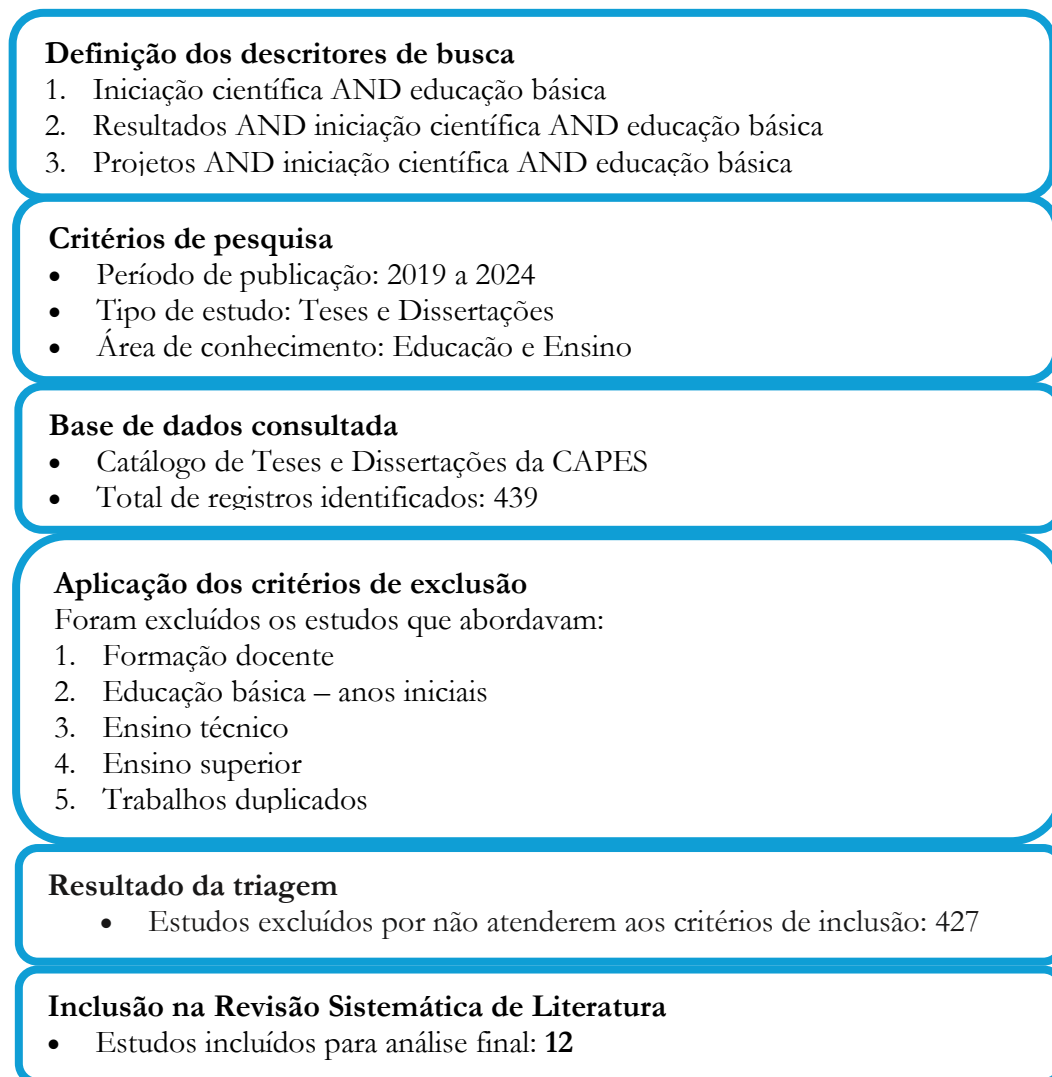 Definição dos descritores de busca
1. Iniciação científica AND educação básica
2. Resultados AND iniciação científica AND educação básica
3. Projetos AND iniciação científica AND educação básica
Critérios de pesquisa
• Período de publicação: 2019 a 2024
• Tipo de estudo: Teses e Dissertações
• Área de conhecimento: Educação e Ensino
Base de dados consultada
• Catálogo de Teses e Dissertações da CAPES
• Total de registros identificados: 439
Aplicação dos critérios de exclusão
Foram excluídos os estudos que abordavam:
1. Formação docente
2. Educação básica – anos iniciais
3. Ensino técnico
4. Ensino superior
5. Trabalhos duplicados
Resultado da triagem
• Estudos excluídos por não atenderem aos critérios de inclusão: 427
Inclusão na Revisão Sistemática de Literatura
• Estudos incluídos para análise final: 12